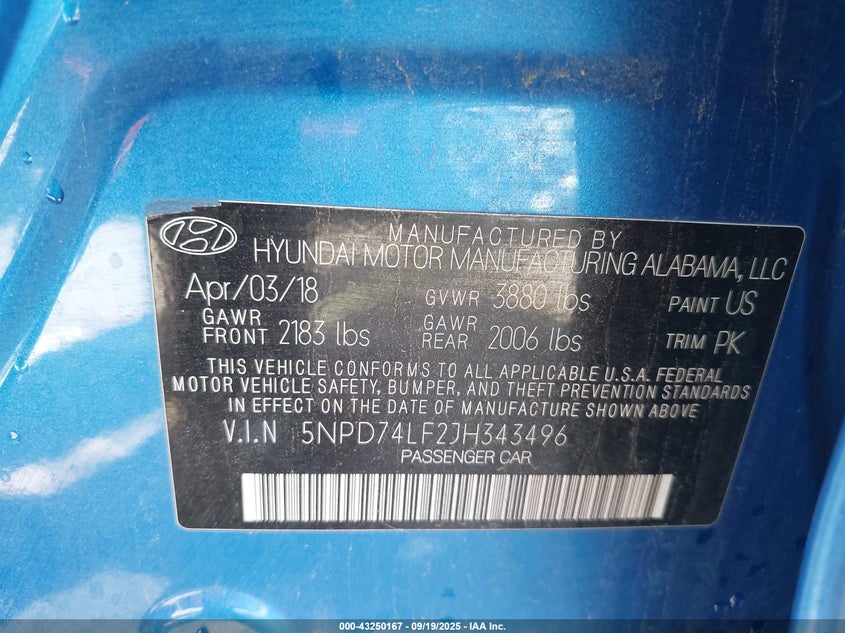 MANUFACTURED BY
HYUNDAI MOTOR MANUFACTURING ALABAMA, LLC
Apr/03/18 GVWR 3880 lbs PAINT US
GAWR FRONT 2183 lbs GAWR REAR 2006 lbs TRIM PK
THIS VEHICLE CONFORMS TO ALL APPLICABLE U.S.A. FEDERAL
MOTOR VEHICLE SAFETY, BUMPER, AND THEFT PREVENTION STANDARDS
IN EFFECT ON THE DATE OF MANUFACTURE SHOWN ABOVE
V.I.N 5NPD74LF2JH343496
PASSENGER CAR
000-43250167 - 09/19/2025 - IAA Inc.